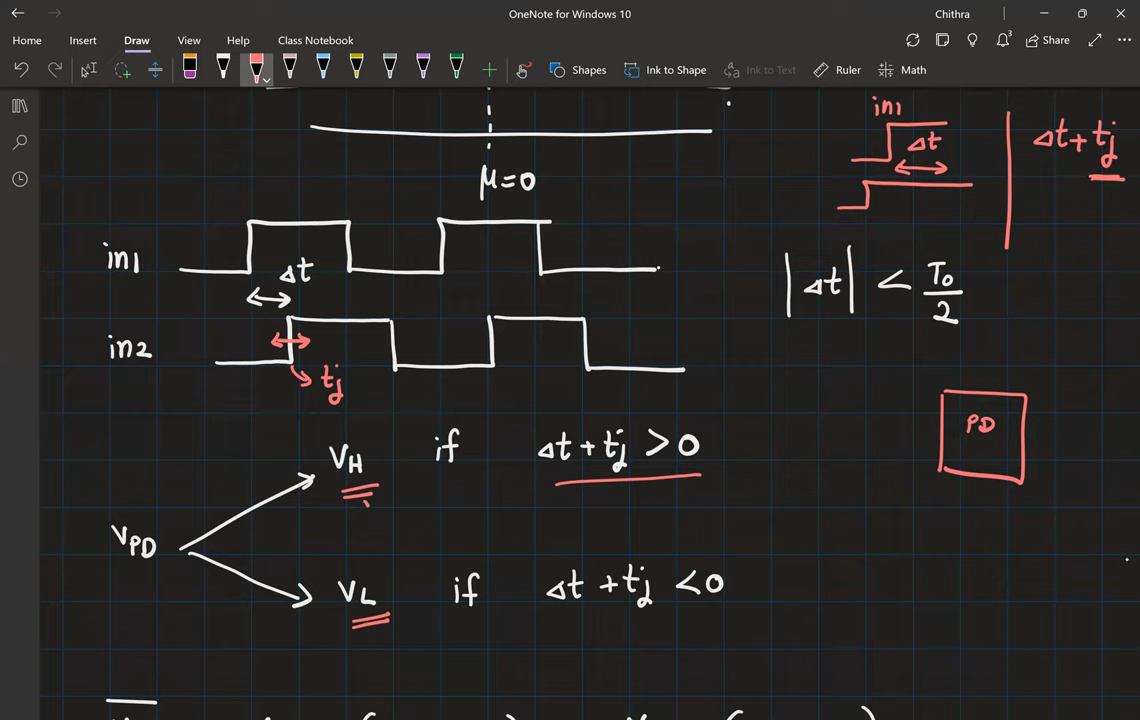 OneNote for Windows 10
Chithra
Home Insert Draw View Help Class Notebook
Share
Shapes Ink to Shape Ink to Text Ruler Math
in1
Δt
Δt + tj
μ=0
in1
Δt
|Δt| < T0/2
in2
tj
PD
VH if Δt + tj > 0
VPD
VL if Δt + tj < 0